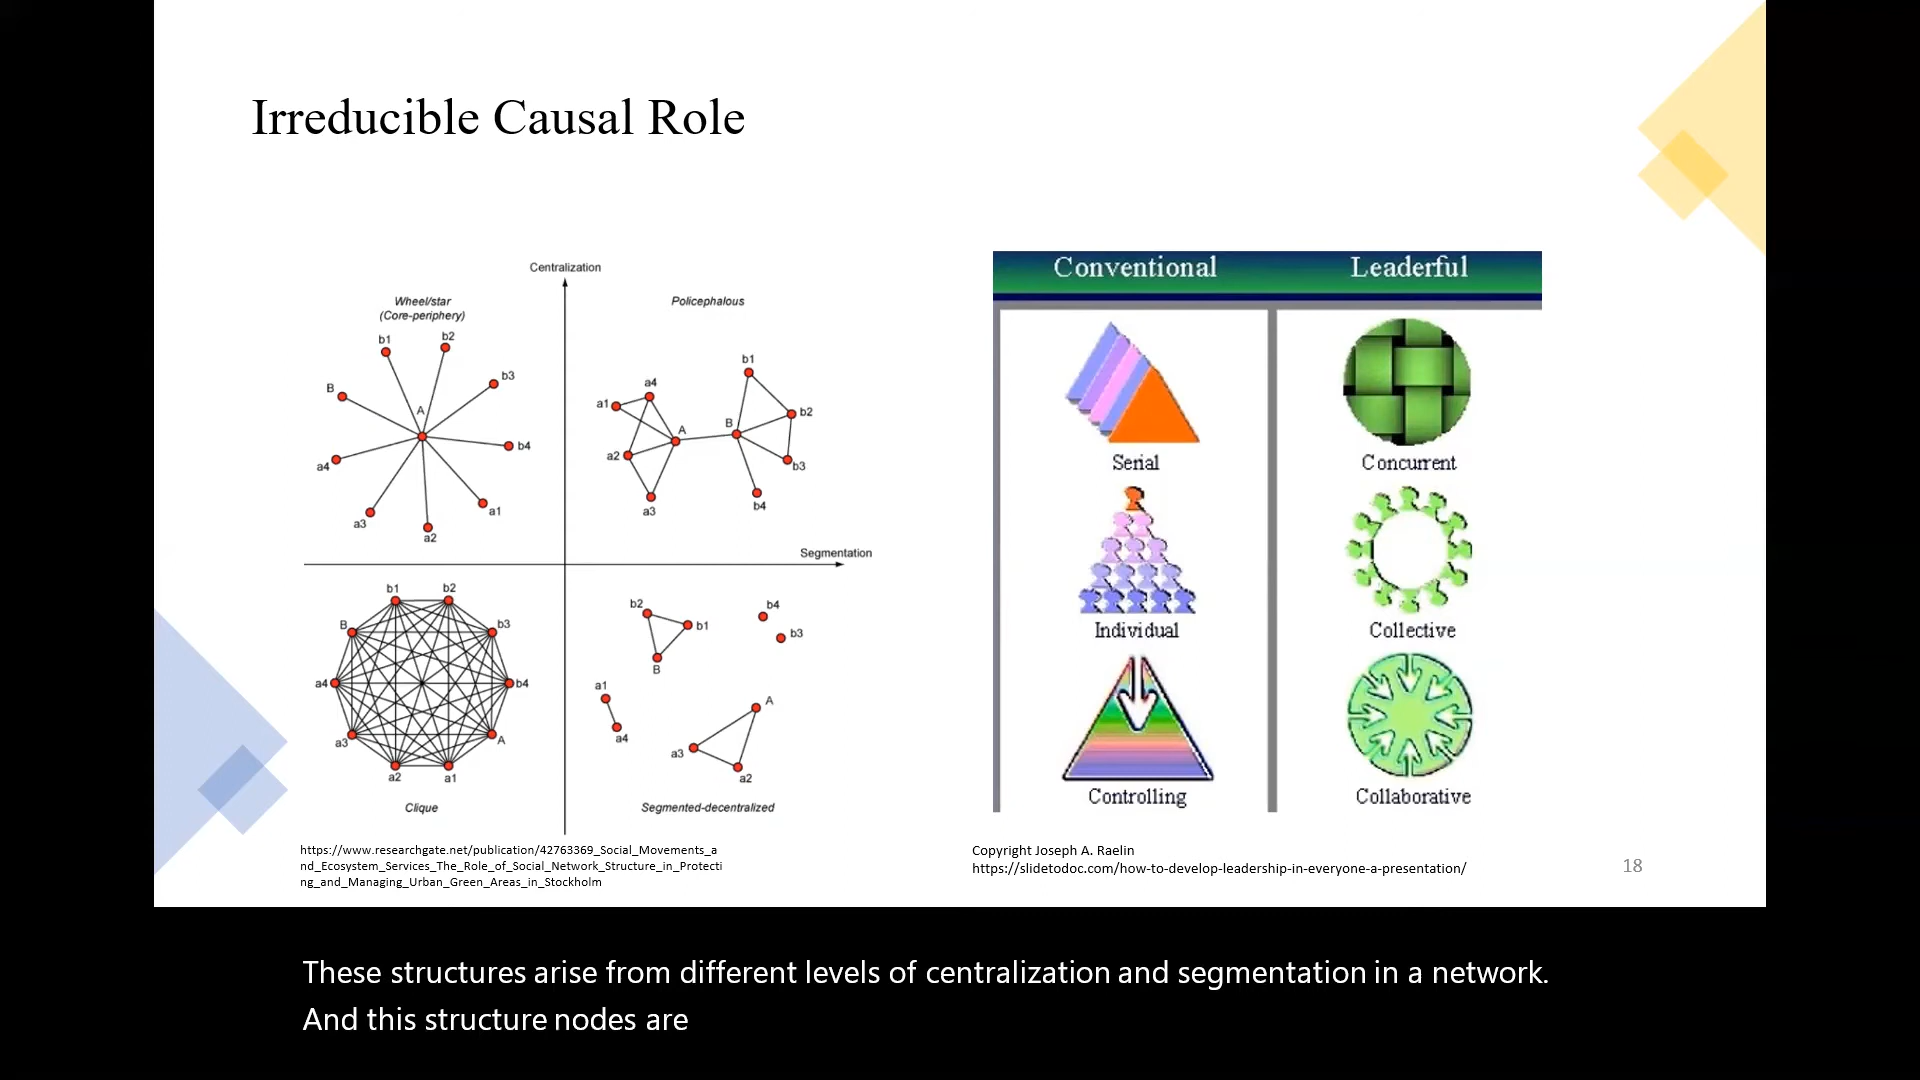 Irreducible Causal Role
Centralization
Wheel/star
(Core-periphery)
b1
b2
b3
B
A
b4
a4
a1
a3
a2
Policephalous
b1
a4
a1
b2
A
B
a2
b3
b4
a3
Segmentation
b1
b2
B
b3
a4
b4
a3
A
a2
a1
Clique
b2
b4
b1
b3
B
a1
A
a4
a3
a2
Segmented-decentralized
https://www.researchgate.net/publication/42763369_Social_Movements_a
nd_Ecosystem_Services_The_Role_of_Social_Network_Structure_in_Protecti
ng_and_Managing_Urban_Green_Areas_in_Stockholm
Conventional
Leaderful
Serial
Concurrent
Individual
Collective
Controlling
Collaborative
Copyright Joseph A. Raelin
https://slidetodoc.com/how-to-develop-leadership-in-everyone-a-presentation/
18
These structures arise from different levels of centralization and segmentation in a network.
And this structure nodes are